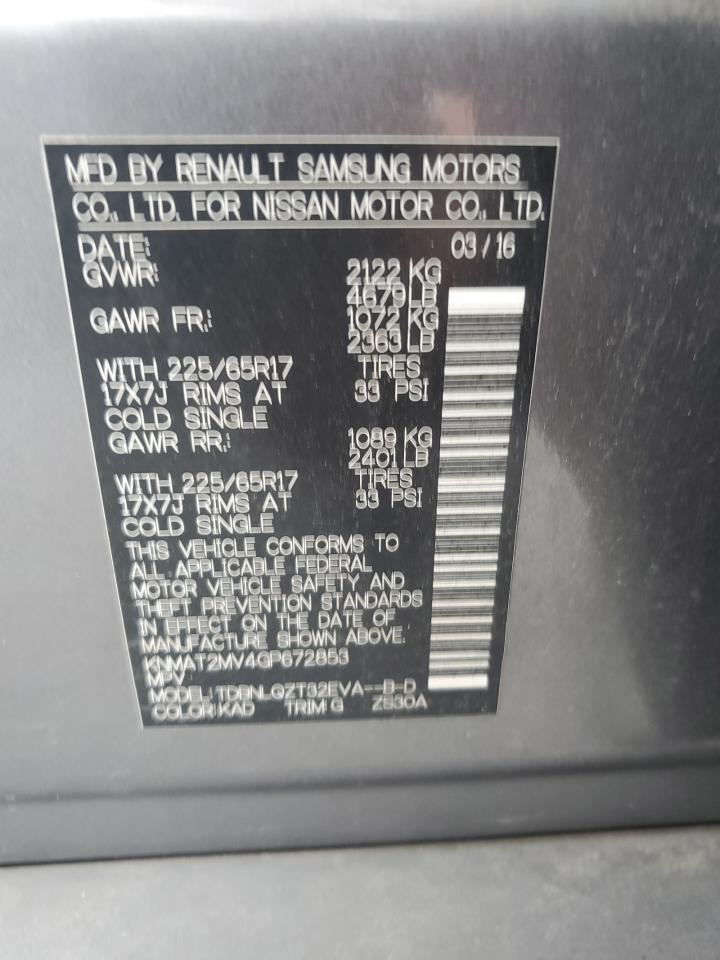 MFD BY RENAULT SAMSUNG MOTORS
CO., LTD. FOR NISSAN MOTOR CO., LTD.
DATE: 03/16
GVWR: 2122 KG
4679 LB
GAWR FR: 1072 KG
2363 LB
WITH 225/65R17 TIRES
17X7J RIMS AT 33 PSI
COLD SINGLE
GAWR RR: 1089 KG
2401 LB
WITH 225/65R17 TIRES
17X7J RIMS AT 33 PSI
COLD SINGLE
THIS VEHICLE CONFORMS TO
ALL APPLICABLE FEDERAL
MOTOR VEHICLE SAFETY AND
THEFT PREVENTION STANDARDS
IN EFFECT ON THE DATE OF
MANUFACTURE SHOWN ABOVE.
KNMAT2MV4GP672853
MPV
MODEL: TDBNLQZT32EVA--B-D
COLOR: KAD TRIM: G ZS30A